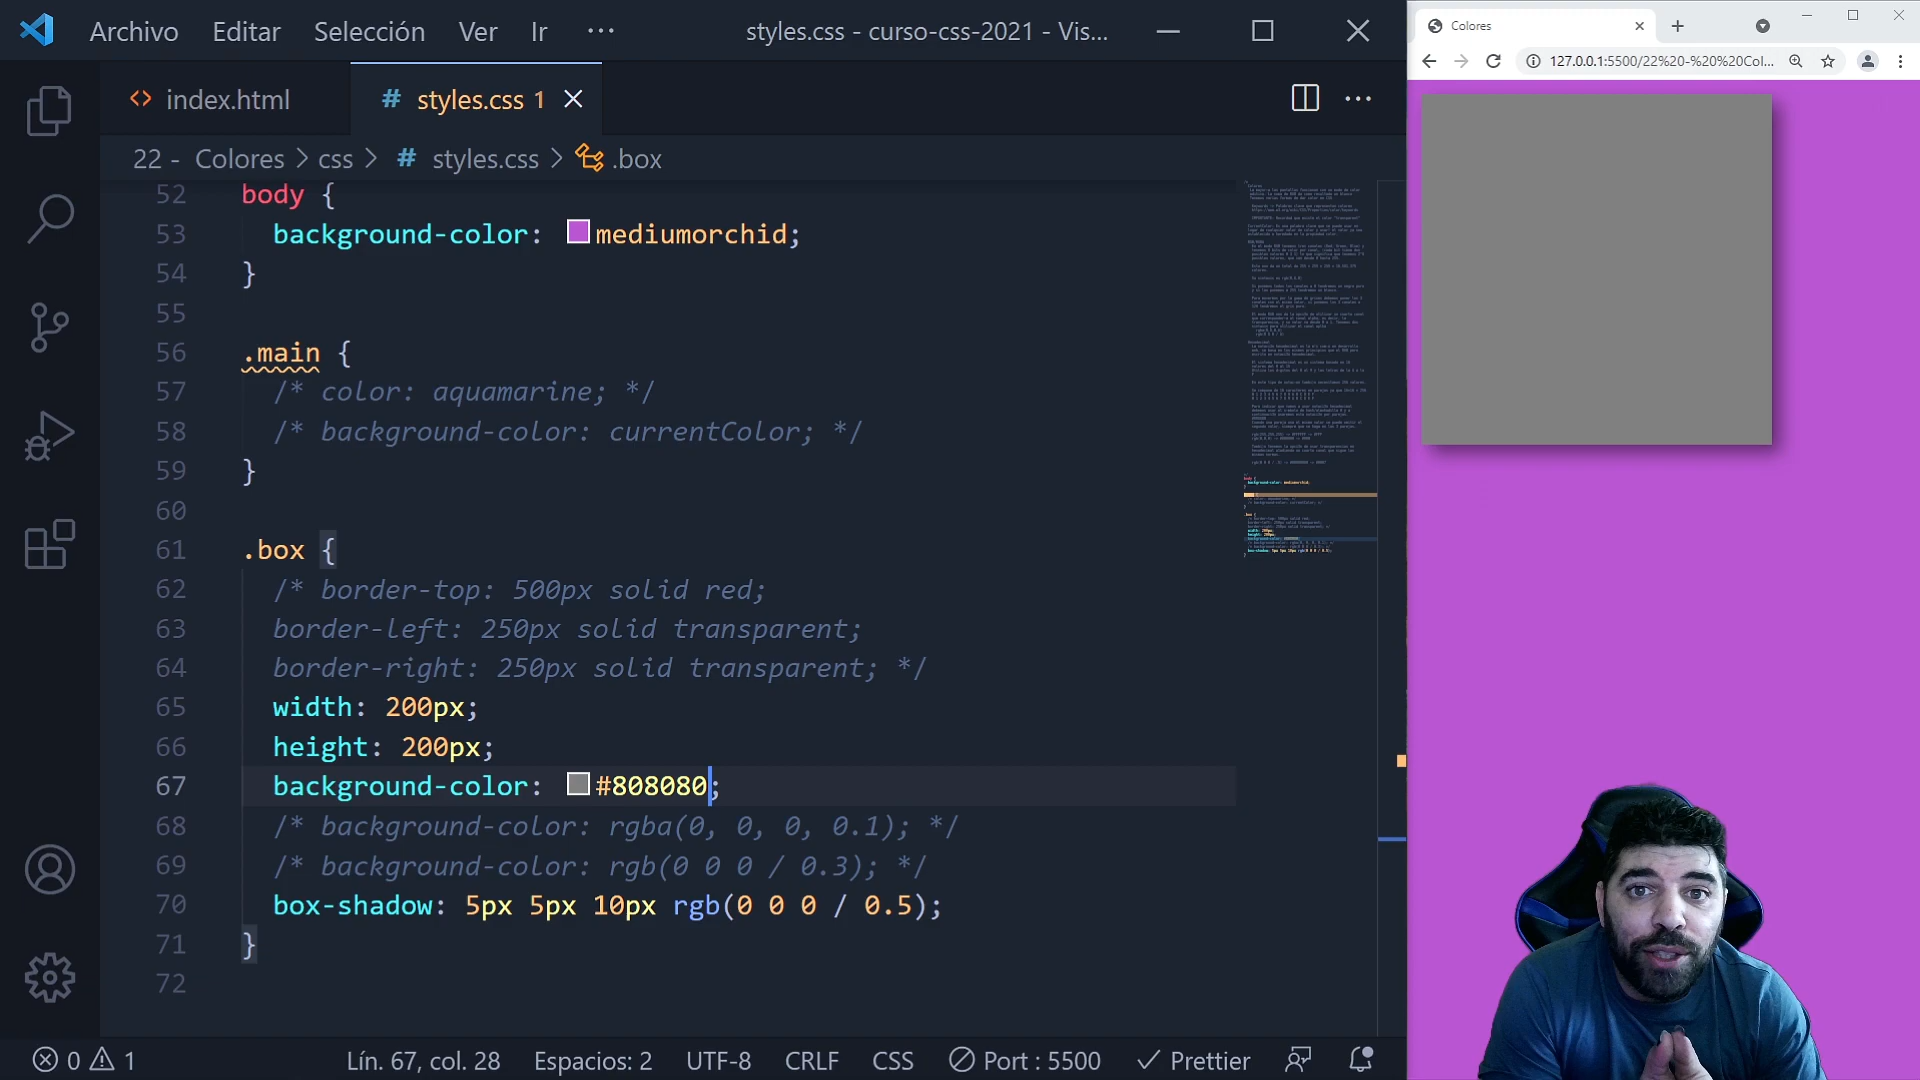 Archivo Editar Selección Ver Ir ··· styles.css - curso-css-2021 - Vis...
index.html styles.css 1
22 - Colores > css > # styles.css > .box
52 body {
53 background-color: mediumorchid;
54 }
55
56 .main {
57 /* color: aquamarine; */
58 /* background-color: currentColor; */
59 }
60
61 .box {
62 /* border-top: 500px solid red;
63 border-left: 250px solid transparent;
64 border-right: 250px solid transparent; */
65 width: 200px;
66 height: 200px;
67 background-color: #808080;
68 /* background-color: rgba(0, 0, 0, 0.1); */
69 /* background-color: rgb(0 0 0 / 0.3); */
70 box-shadow: 5px 5px 10px rgb(0 0 0 / 0.5);
71 }
72
0 1 Lín. 67, col. 28 Espacios: 2 UTF-8 CRLF CSS Port : 5500 Prettier
Colores
127.0.0.1:5500/22%20-%20%20Col...